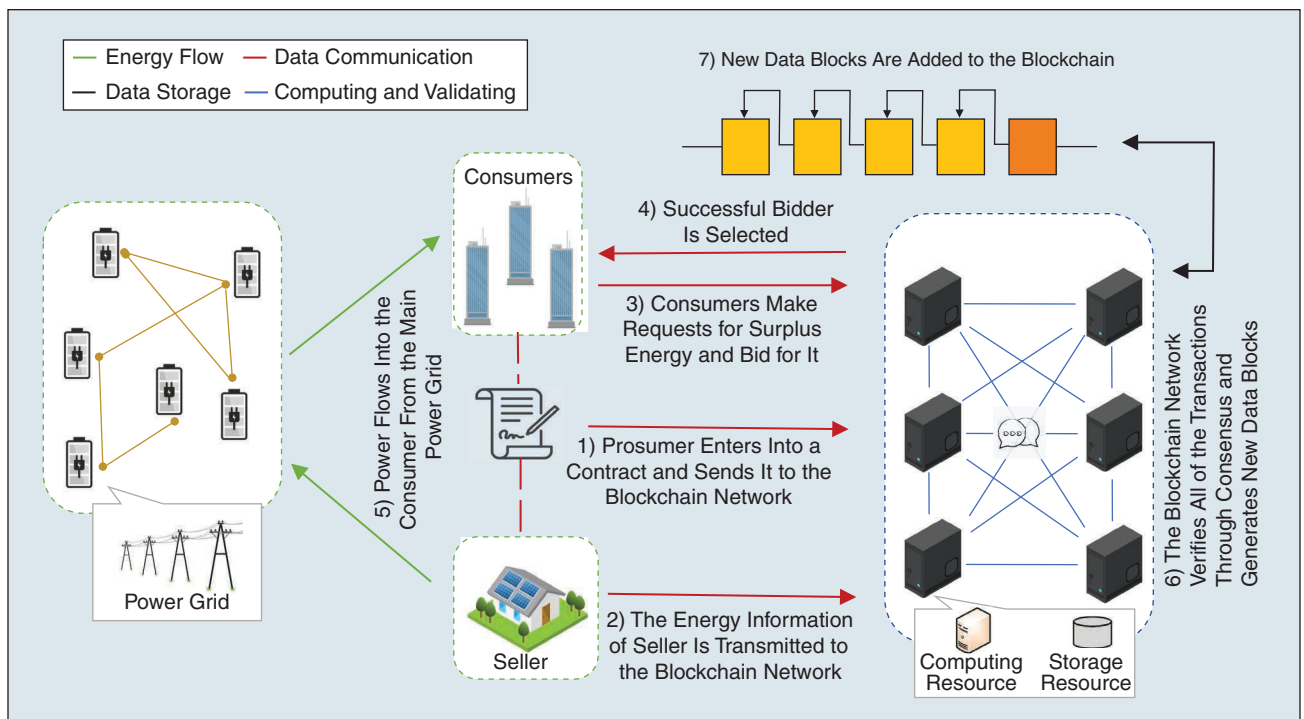 Energy Flow
Data Communication
Data Storage
Computing and Validating
7) New Data Blocks Are Added to the Blockchain
Consumers
4) Successful Bidder
Is Selected
3) Consumers Make
Requests for Surplus
Energy and Bid for It
5) Power Flows Into the
Consumer From the Main
Power Grid
1) Prosumer Enters Into a
Contract and Sends It to the
Blockchain Network
6) The Blockchain Network
Verifies All of the Transactions
Through Consensus and
Generates New Data Blocks
Power Grid
Seller
2) The Energy Information
of Seller Is Transmitted to
the Blockchain Network
Computing
Resource
Storage
Resource